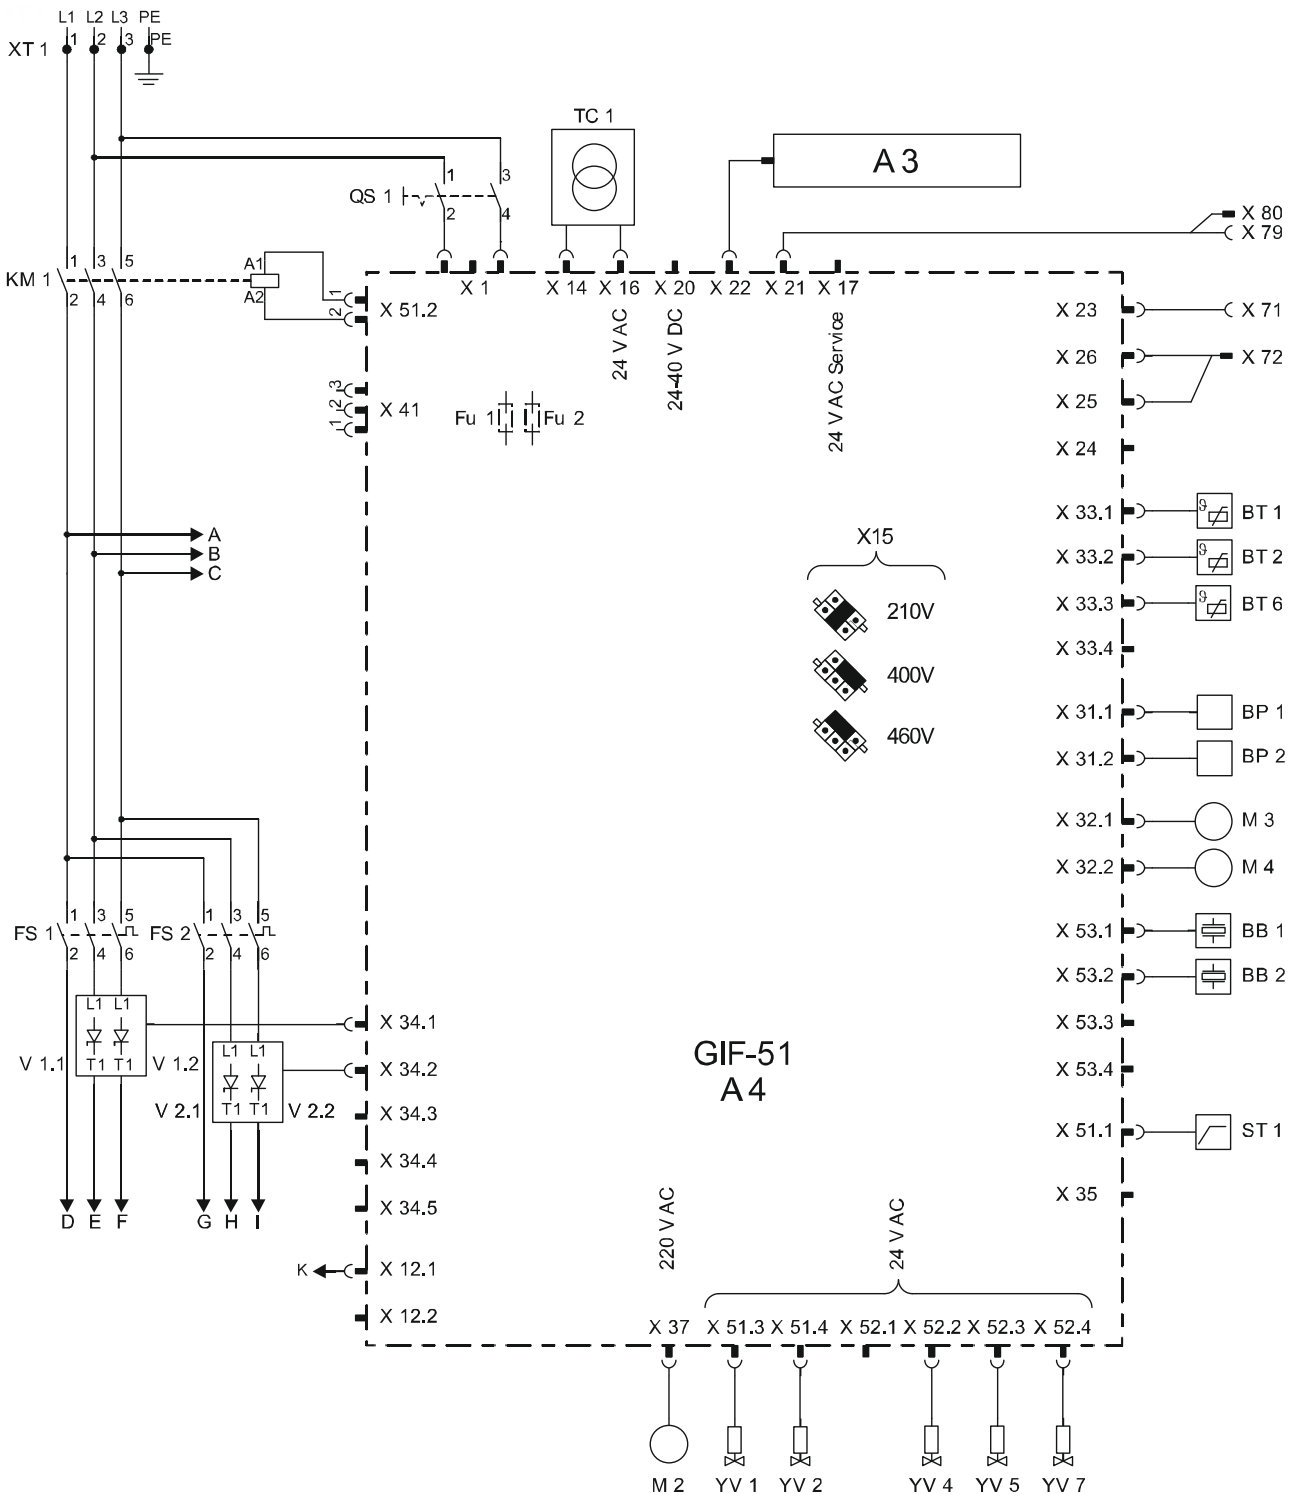 L1 L2 L3 PE
XT 1 1 2 3 PE
TC 1
A 3
1 3
QS 1
2 4
X 80
X 79
1 3 5
KM 1
2 4 6
A1
A2
1
2
X 51.2
X 1 X 14 X 16 X 20 X 22 X 21 X 17
24 V AC
24-40 V DC
24 V AC Service
X 23 X 71
X 26 X 72
X 25
X 24
3
2
1
X 41
Fu 1 Fu 2
A
B
C
X 33.1 BT 1
X 33.2 BT 2
X 33.3 BT 6
X 33.4
ϑ
ϑ
ϑ
X15
210V
400V
460V
X 31.1 BP 1
X 31.2 BP 2
X 32.1 M 3
X 32.2 M 4
X 53.1 BB 1
X 53.2 BB 2
X 53.3
X 53.4
X 51.1 ST 1
X 35
1 3 5 1 3 5
FS 1 FS 2
2 4 6 2 4 6
L1 L1
V 1.1 T1 T1 V 1.2
L1 L1
V 2.1 T1 T1 V 2.2
X 34.1
X 34.2
X 34.3
X 34.4
X 34.5
GIF-51
A 4
D E F G H I
K X 12.1
X 12.2
220 V AC
24 V AC
X 37 X 51.3 X 51.4 X 52.1 X 52.2 X 52.3 X 52.4
M 2 YV 1 YV 2 YV 4 YV 5 YV 7